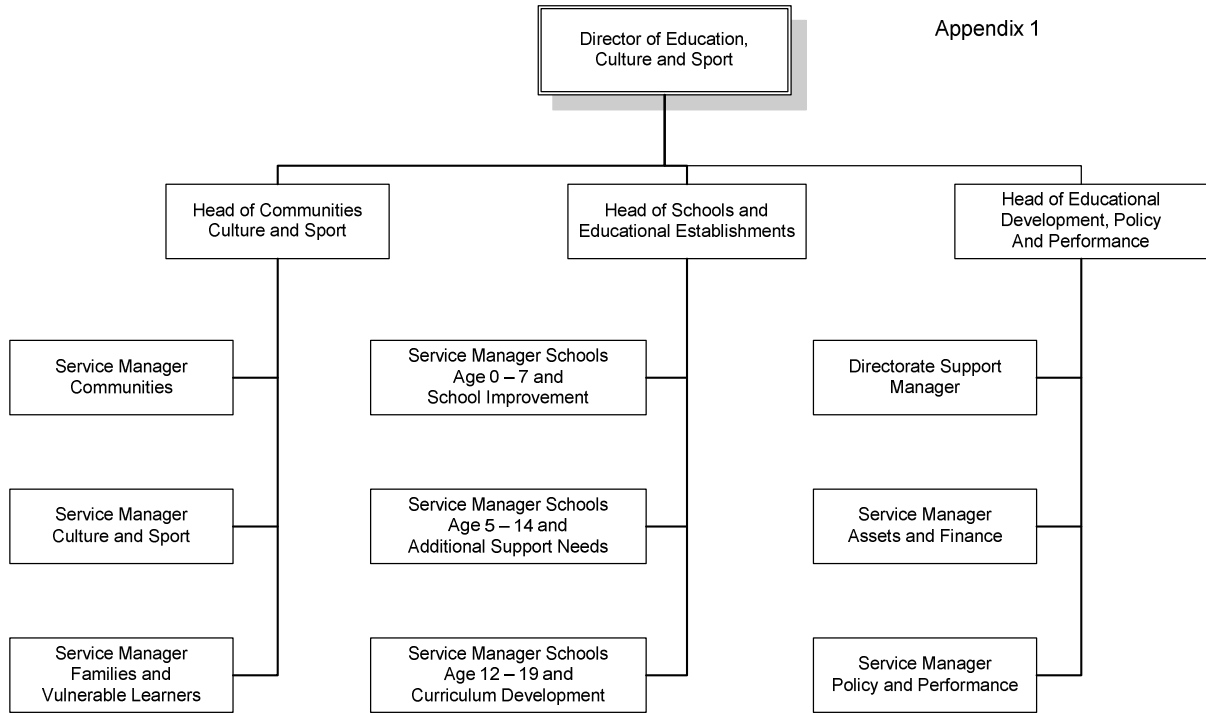 Appendix 1
Director of Education,
Culture and Sport
Head of Communities
Culture and Sport
Head of Schools and
Educational Establishments
Head of Educational
Development, Policy
And Performance
Service Manager
Communities
Service Manager Schools
Age 0 – 7 and
School Improvement
Directorate Support
Manager
Service Manager
Culture and Sport
Service Manager Schools
Age 5 – 14 and
Additional Support Needs
Service Manager
Assets and Finance
Service Manager
Families and
Vulnerable Learners
Service Manager Schools
Age 12 – 19 and
Curriculum Development
Service Manager
Policy and Performance